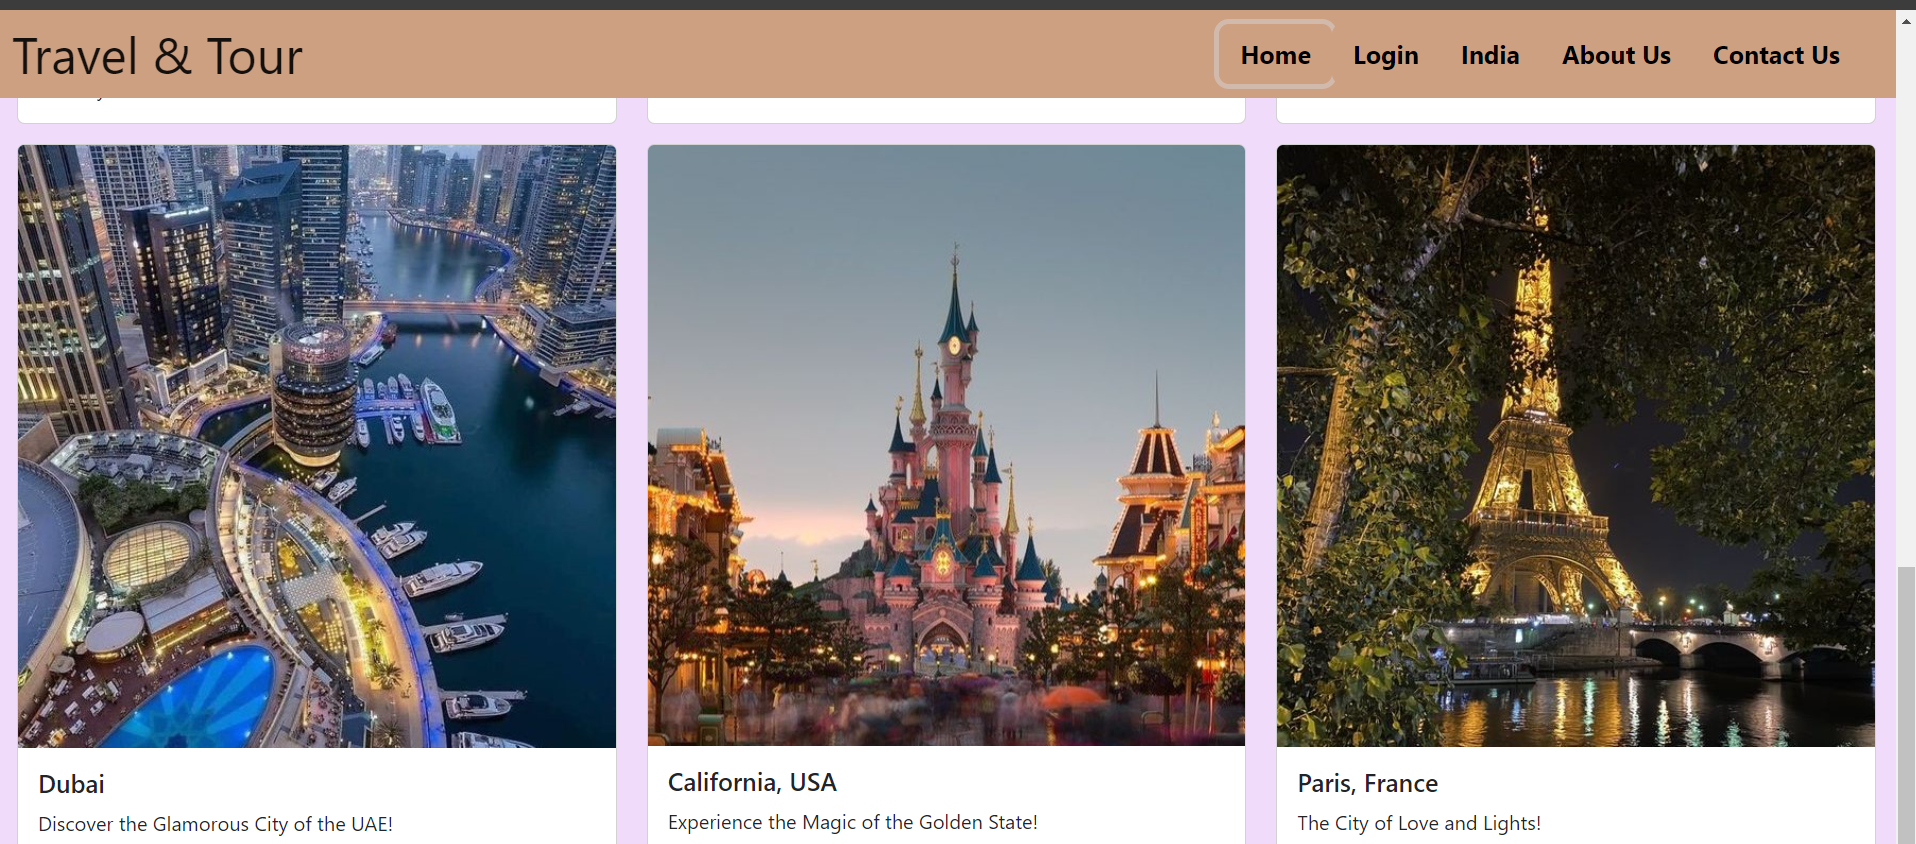 Travel & Tour
Home Login India About Us Contact Us
Dubai
Discover the Glamorous City of the UAE!
California, USA
Experience the Magic of the Golden State!
Paris, France
The City of Love and Lights!